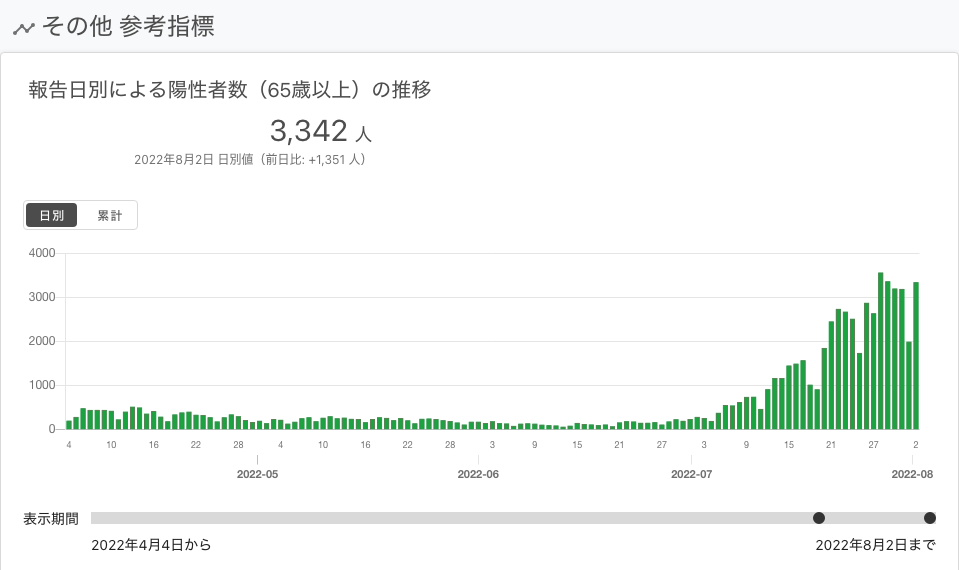 その他 参考指標
報告日別による陽性者数（65歳以上）の推移
3,342 人
2022年8月2日 日別値（前日比: +1,351 人）
日別 累計
4000
3000
2000
1000
0
4 10 16 22 28 4 10 16 22 28 3 9 15 21 27 3 9 15 21 27 2
2022-05 2022-06 2022-07 2022-08
表示期間
2022年4月4日から 2022年8月2日まで